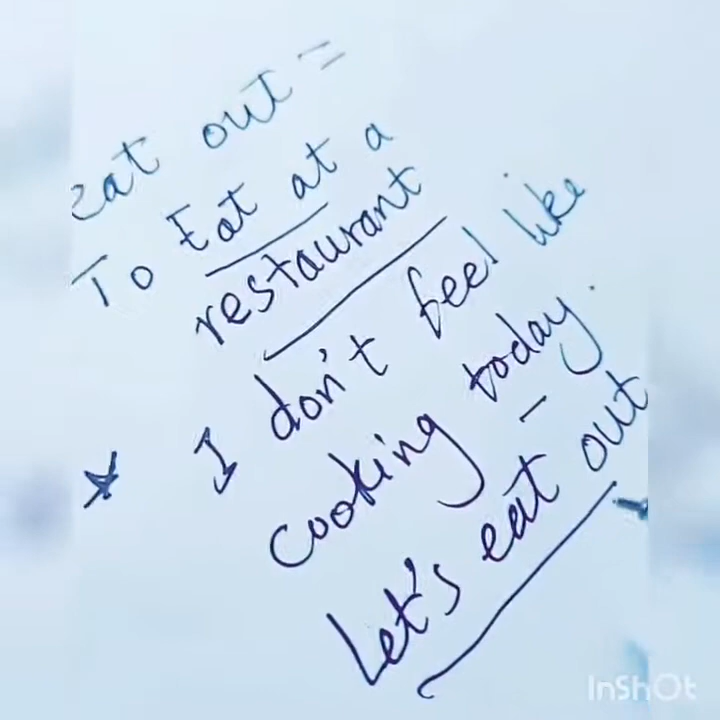 eat out =
To Eat at a
restaurant
* I don't feel like
cooking today.
Let's eat out
InShOt